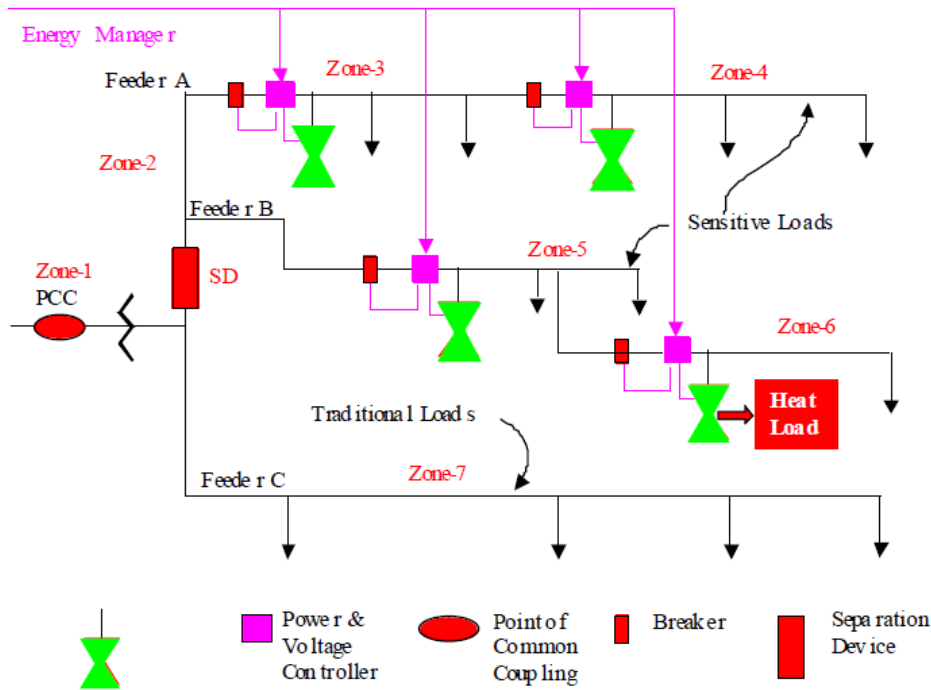 Energy Manager
Feeder A
Zone-3
Zone-4
Zone-2
Feeder B
Sensitive Loads
Zone-5
Zone-1
PCC
SD
Zone-6
Heat
Load
Traditional Loads
Feeder C
Zone-7
Power &
Voltage
Controller
Point of
Common
Coupling
Breaker
Separation
Device